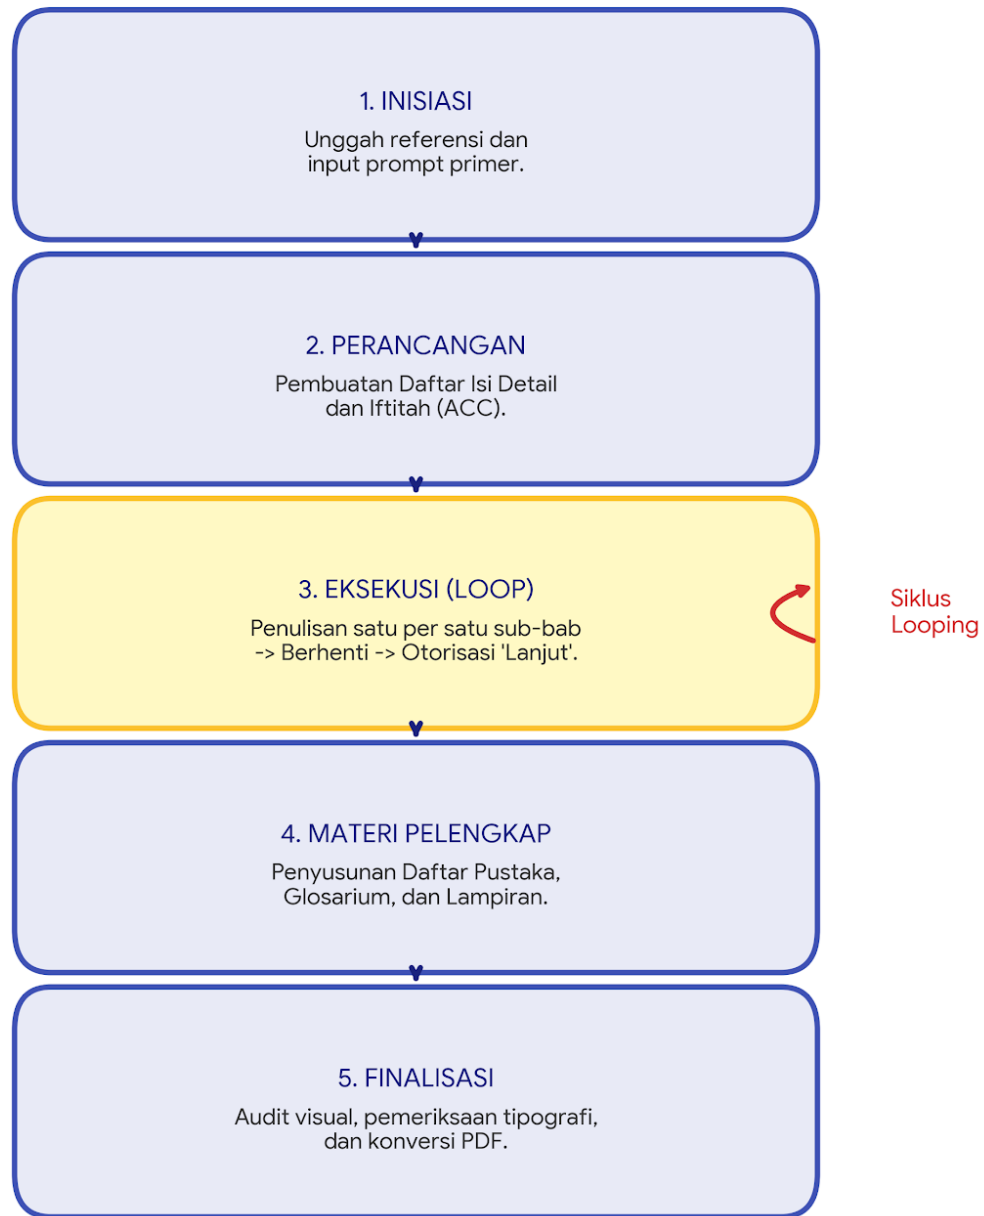 1. INISIASI
Unggah referensi dan
input prompt primer.
2. PERANCANGAN
Pembuatan Daftar Isi Detail
dan Iftitah (ACC).
3. EKSEKUSI (LOOP)
Penulisan satu per satu sub-bab
-> Berhenti -> Otorisasi 'Lanjut'.
Siklus
Looping
4. MATERI PELENGKAP
Penyusunan Daftar Pustaka,
Glosarium, dan Lampiran.
5. FINALISASI
Audit visual, pemeriksaan tipografi,
dan konversi PDF.